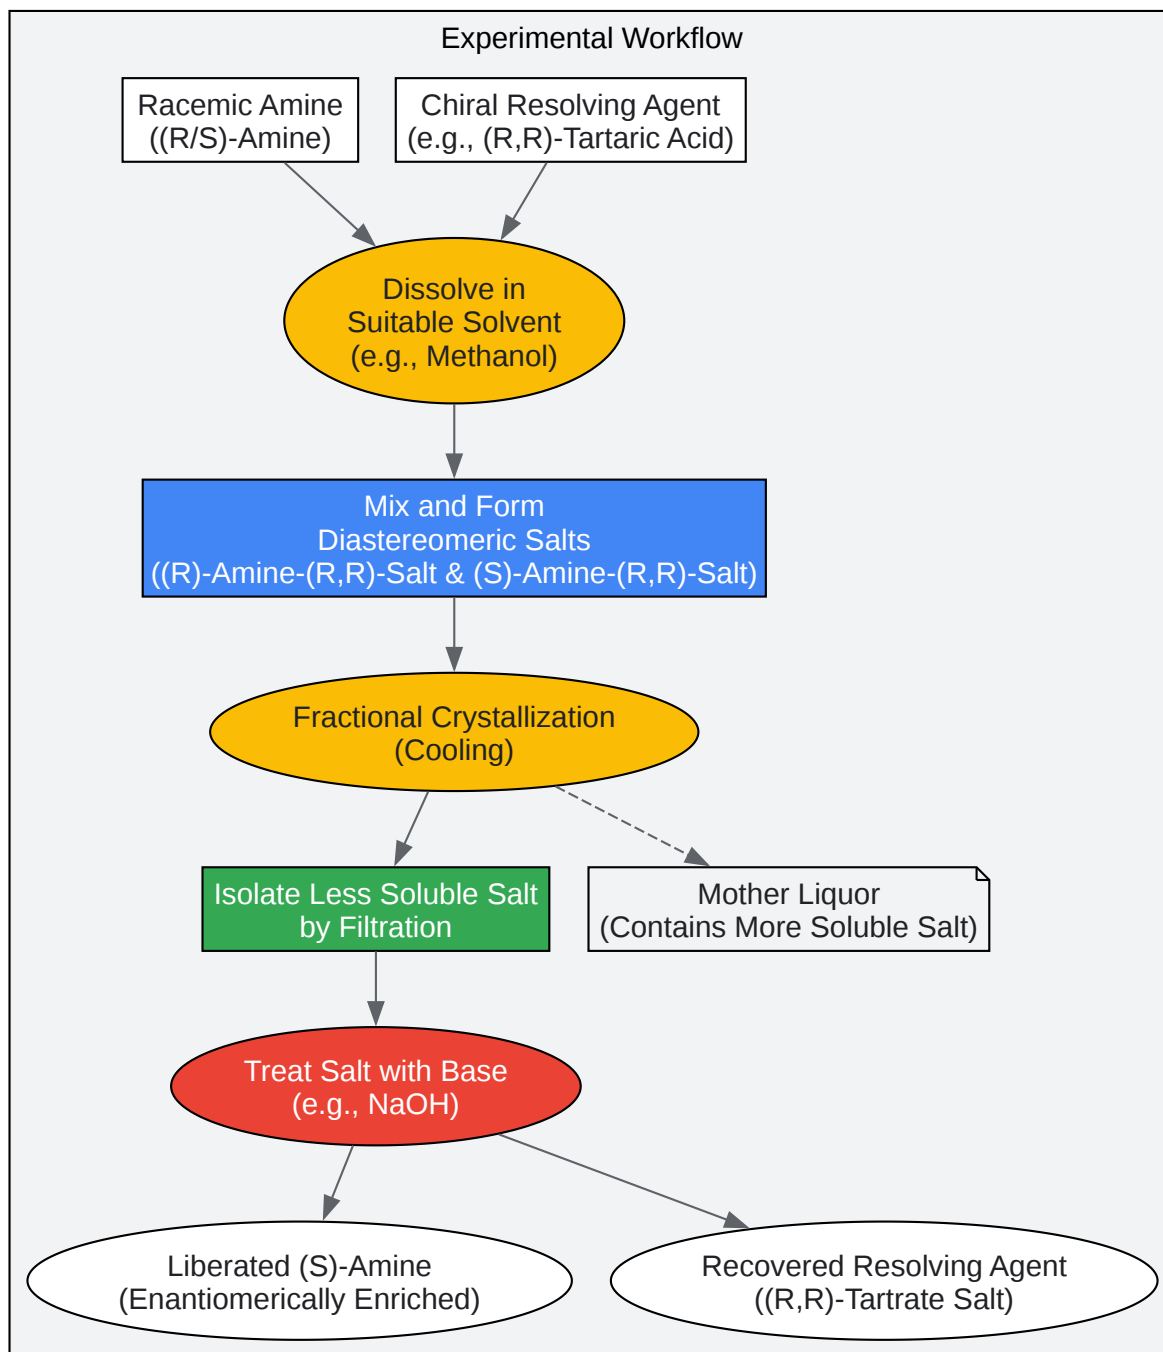 Experimental Workflow
Racemic Amine
((R/S)-Amine)
Chiral Resolving Agent
(e.g., (R,R)-Tartaric Acid)
Dissolve in
Suitable Solvent
(e.g., Methanol)
Mix and Form
Diastereomeric Salts
((R)-Amine-(R,R)-Salt & (S)-Amine-(R,R)-Salt)
Fractional Crystallization
(Cooling)
Isolate Less Soluble Salt
by Filtration
Mother Liquor
(Contains More Soluble Salt)
Treat Salt with Base
(e.g., NaOH)
Liberated (S)-Amine
(Enantiomerically Enriched)
Recovered Resolving Agent
((R,R)-Tartrate Salt)